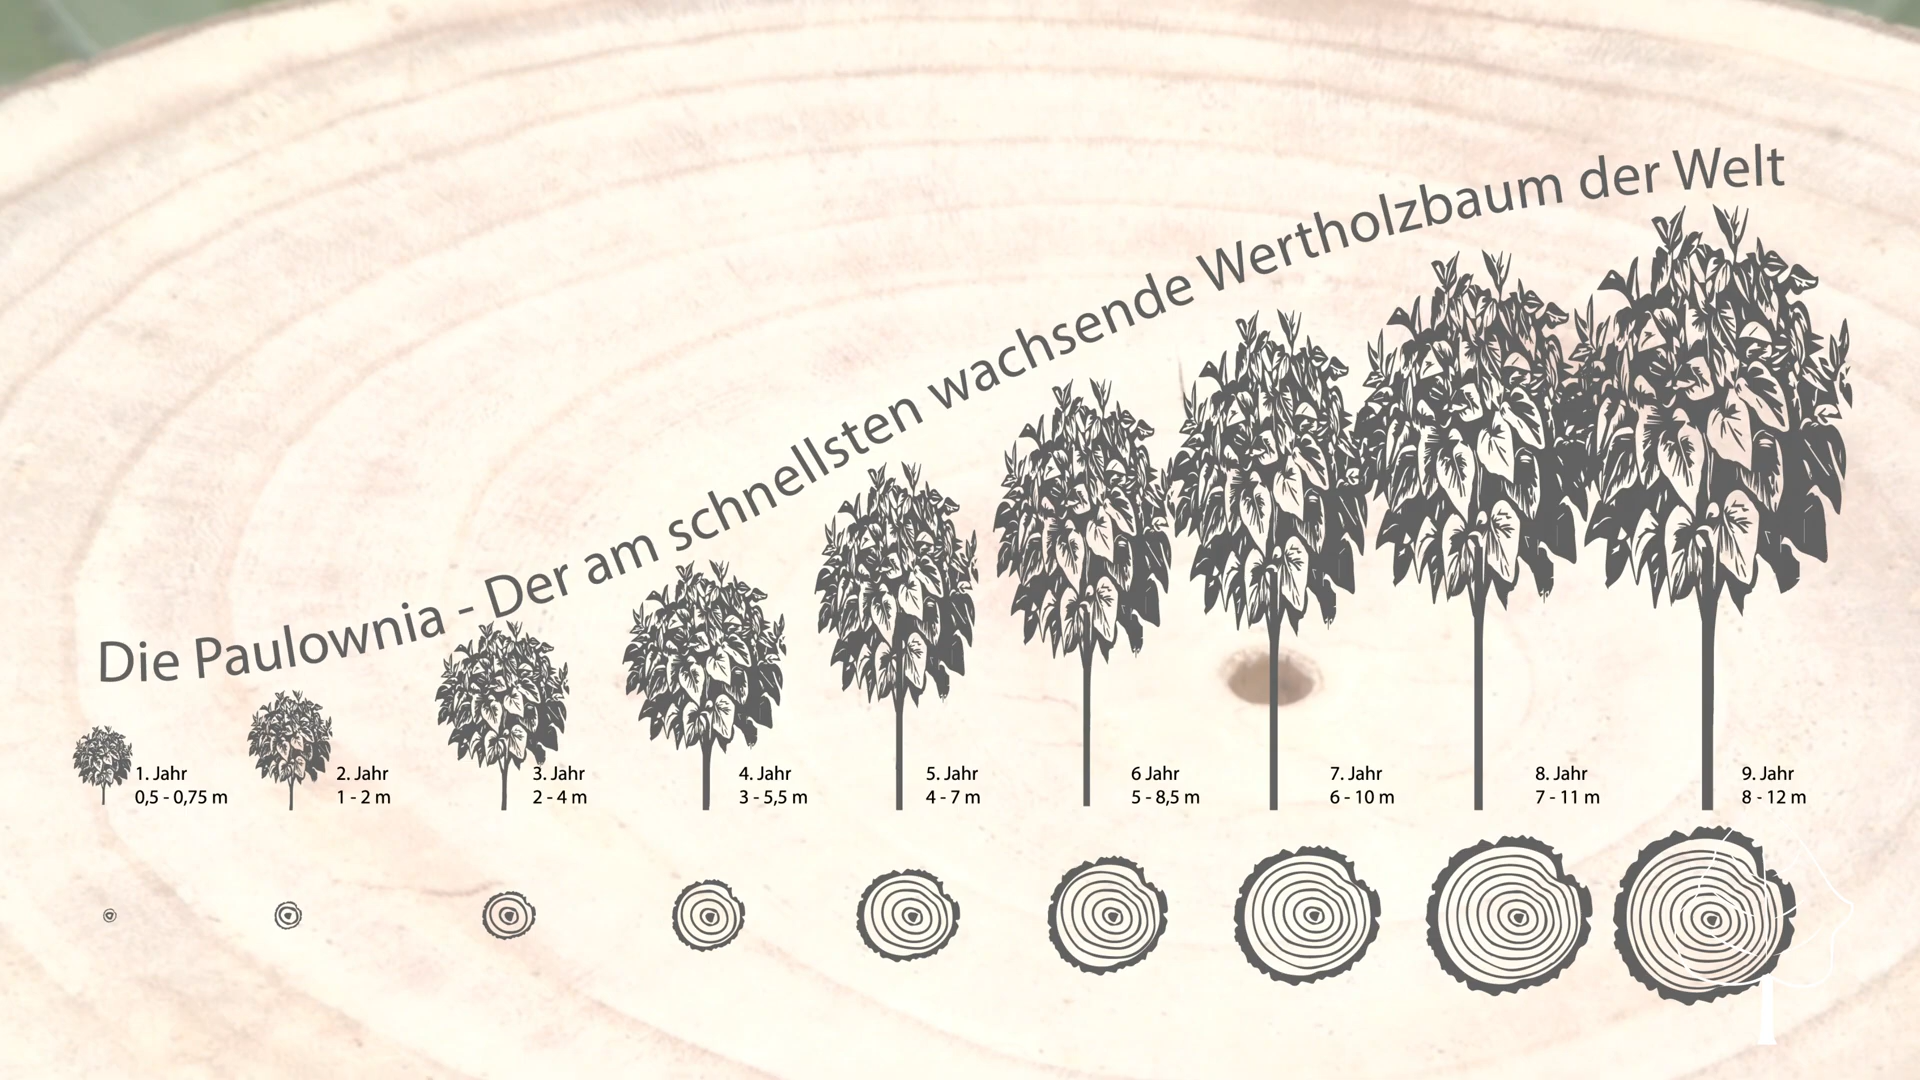 Die Paulownia - Der am schnellsten wachsende Wertholzbaum der Welt
1. Jahr
0,5 - 0,75 m
2. Jahr
1 - 2 m
3. Jahr
2 - 4 m
4. Jahr
3 - 5,5 m
5. Jahr
4 - 7 m
6 Jahr
5 - 8,5 m
7. Jahr
6 - 10 m
8. Jahr
7 - 11 m
9. Jahr
8 - 12 m